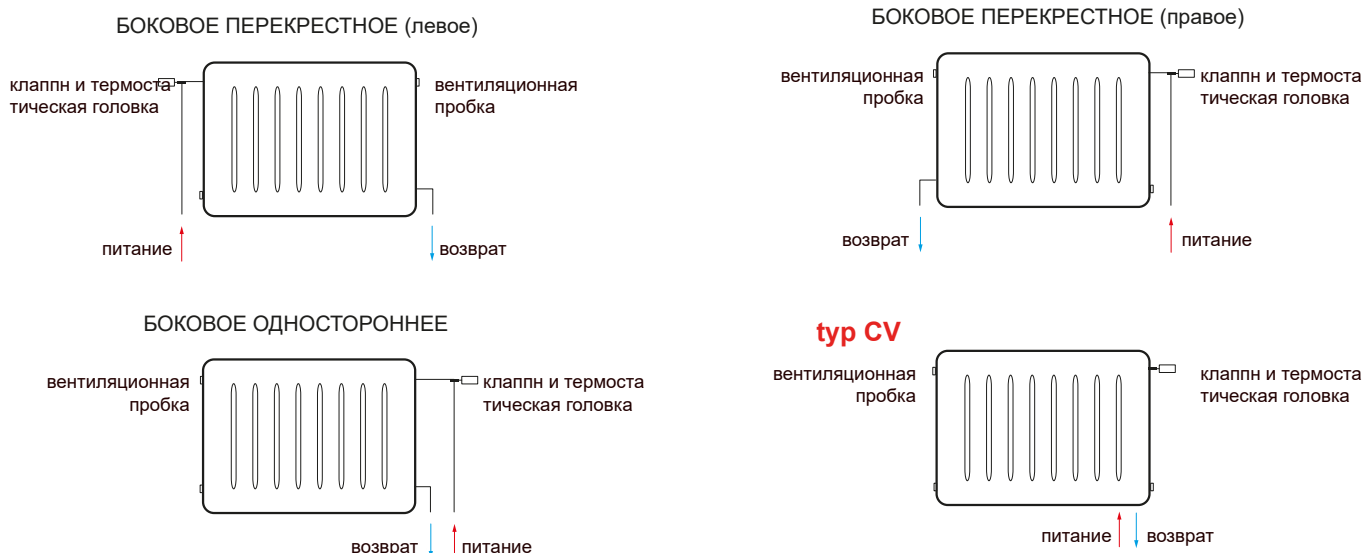 БОКОВОЕ ПЕРЕКРЕСТНОЕ (левое)
клаппн и термоста
тическая головка
вентиляционная
пробка
питание
возврат
БОКОВОЕ ПЕРЕКРЕСТНОЕ (правое)
вентиляционная
пробка
клаппн и термоста
тическая головка
возврат
питание
БОКОВОЕ ОДНОСТОРОННЕЕ
вентиляционная
пробка
клаппн и термоста
тическая головка
возврат
питание
typ CV
вентиляционная
пробка
клаппн и термоста
тическая головка
питание
возврат